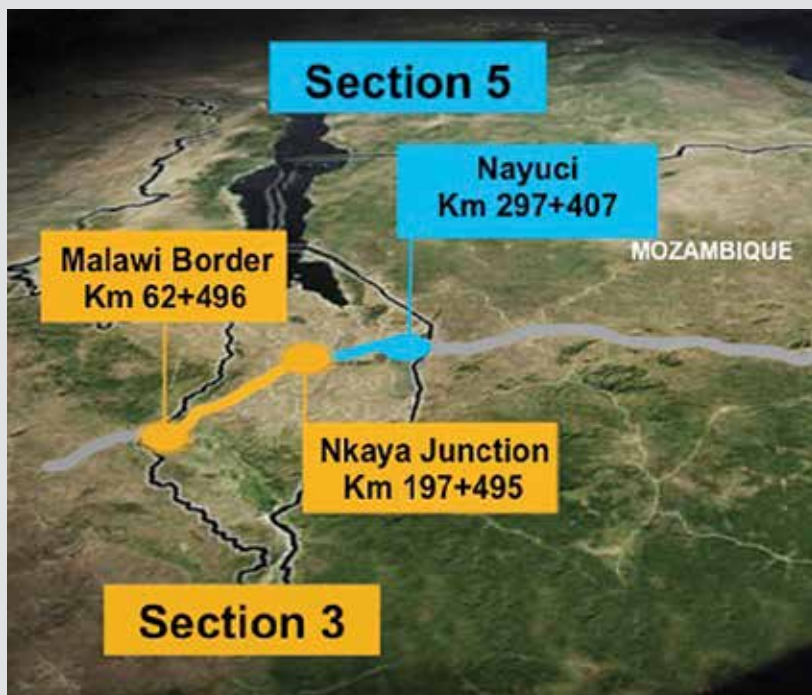 Section 5
Nayuci
Km 297+407
MOZAMBIQUE
Malawi Border
Km 62+496
Nkaya Junction
Km 197+495
Section 3